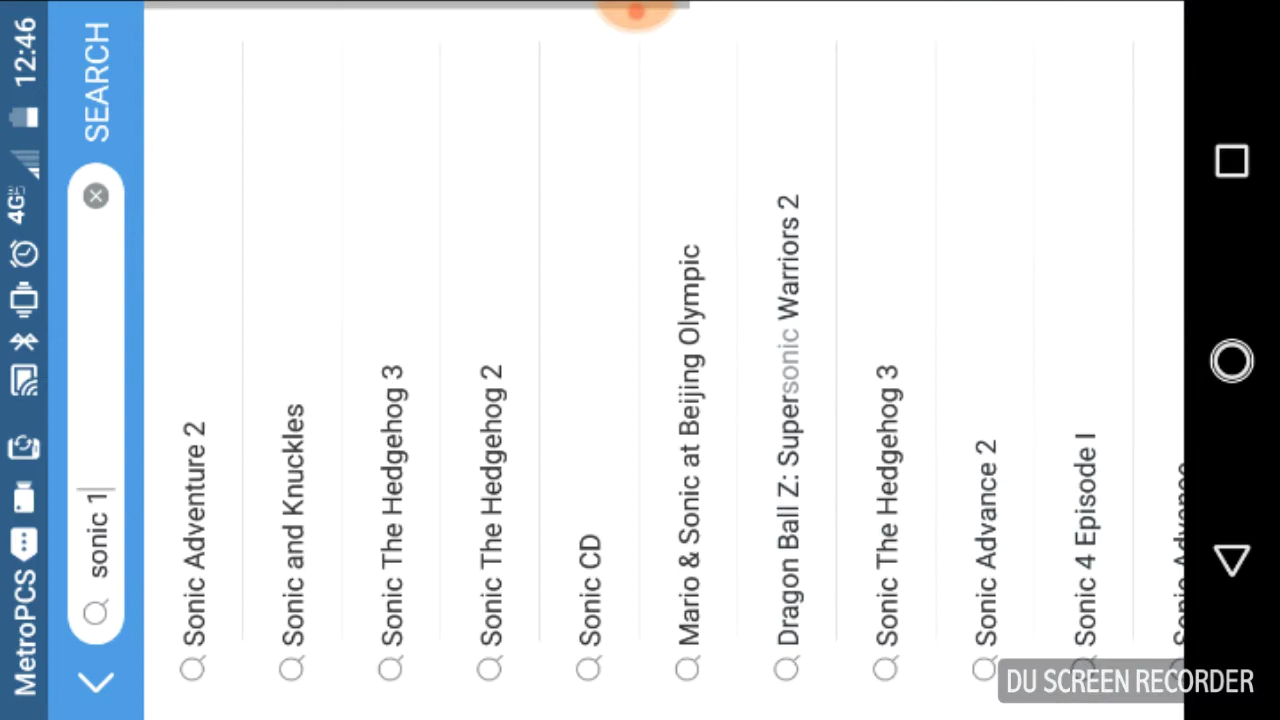 MetroPCS 4G 12:46
sonic 1 SEARCH
Sonic Adventure 2
Sonic and Knuckles
Sonic The Hedgehog 3
Sonic The Hedgehog 2
Sonic CD
Mario & Sonic at Beijing Olympic
Dragon Ball Z: Supersonic Warriors 2
Sonic The Hedgehog 3
Sonic Advance 2
Sonic 4 Episode I
Sonic Advance
DU SCREEN RECORDER